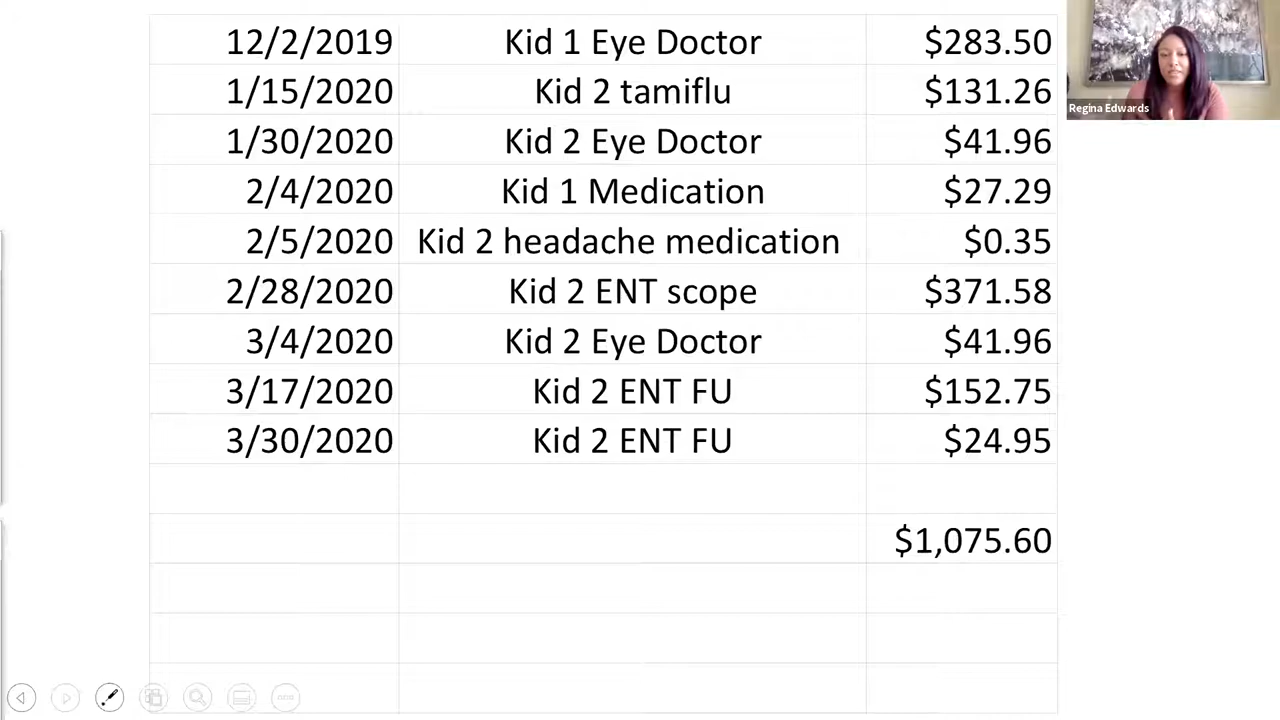 12/2/2019 Kid 1 Eye Doctor $283.50
1/15/2020 Kid 2 tamiflu $131.26
1/30/2020 Kid 2 Eye Doctor $41.96
2/4/2020 Kid 1 Medication $27.29
2/5/2020 Kid 2 headache medication $0.35
2/28/2020 Kid 2 ENT scope $371.58
3/4/2020 Kid 2 Eye Doctor $41.96
3/17/2020 Kid 2 ENT FU $152.75
3/30/2020 Kid 2 ENT FU $24.95
$1,075.60
Regina Edwards